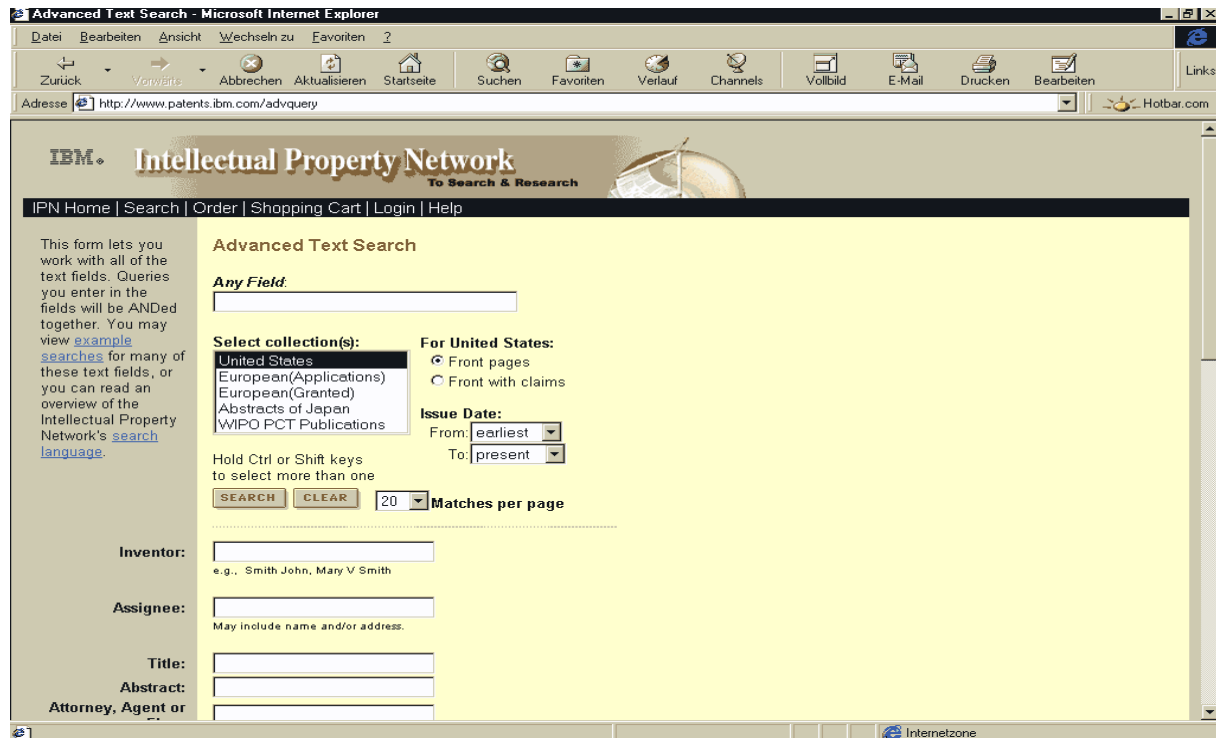 Advanced Text Search - Microsoft Internet Explorer
Datei Bearbeiten Ansicht Wechseln zu Favoriten ?
Zurück Vorwärts Abbrechen Aktualisieren Startseite Suchen Favoriten Verlauf Channels Vollbild E-Mail Drucken Bearbeiten Links
Adresse http://www.patents.ibm.com/advquery Hotbar.com
IBM Intellectual Property Network
To Search & Research
IPN Home | Search | Order | Shopping Cart | Login | Help
This form lets you
work with all of the
text fields. Queries
you enter in the
fields will be ANDed
together. You may
view example
searches for many of
these text fields, or
you can read an
overview of the
Intellectual Property
Network's search
language.
Advanced Text Search
Any Field:
Select collection(s):
United States
European(Applications)
European(Granted)
Abstracts of Japan
WIPO PCT Publications
Hold Ctrl or Shift keys
to select more than one
For United States:
Front pages
Front with claims
Issue Date:
From: earliest
To: present
SEARCH CLEAR 20 Matches per page
Inventor:
e.g., Smith John, Mary V Smith
Assignee:
May include name and/or address.
Title:
Abstract:
Attorney, Agent or
Internetzone